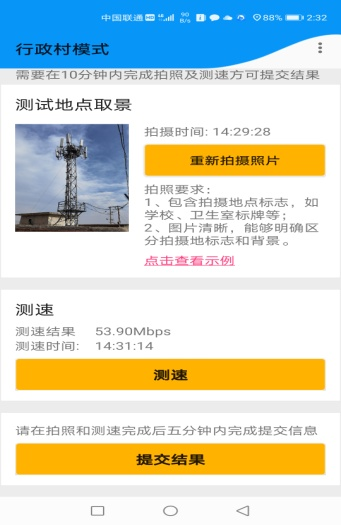 中国联通 HD 4G 90 B/s 88% 2:32
行政村模式
需要在10分钟内完成拍照及测速方可提交结果
测试地点取景
拍摄时间: 14:29:28
重新拍摄照片
拍照要求：
1、包含拍摄地点标志，如
学校、卫生室标牌等；
2、图片清晰，能够明确区
分拍摄地标志和背景。
点击查看示例
测速
测速结果 53.90Mbps
测速时间: 14:31:14
测速
请在拍照和测速完成后五分钟内完成提交信息
提交结果